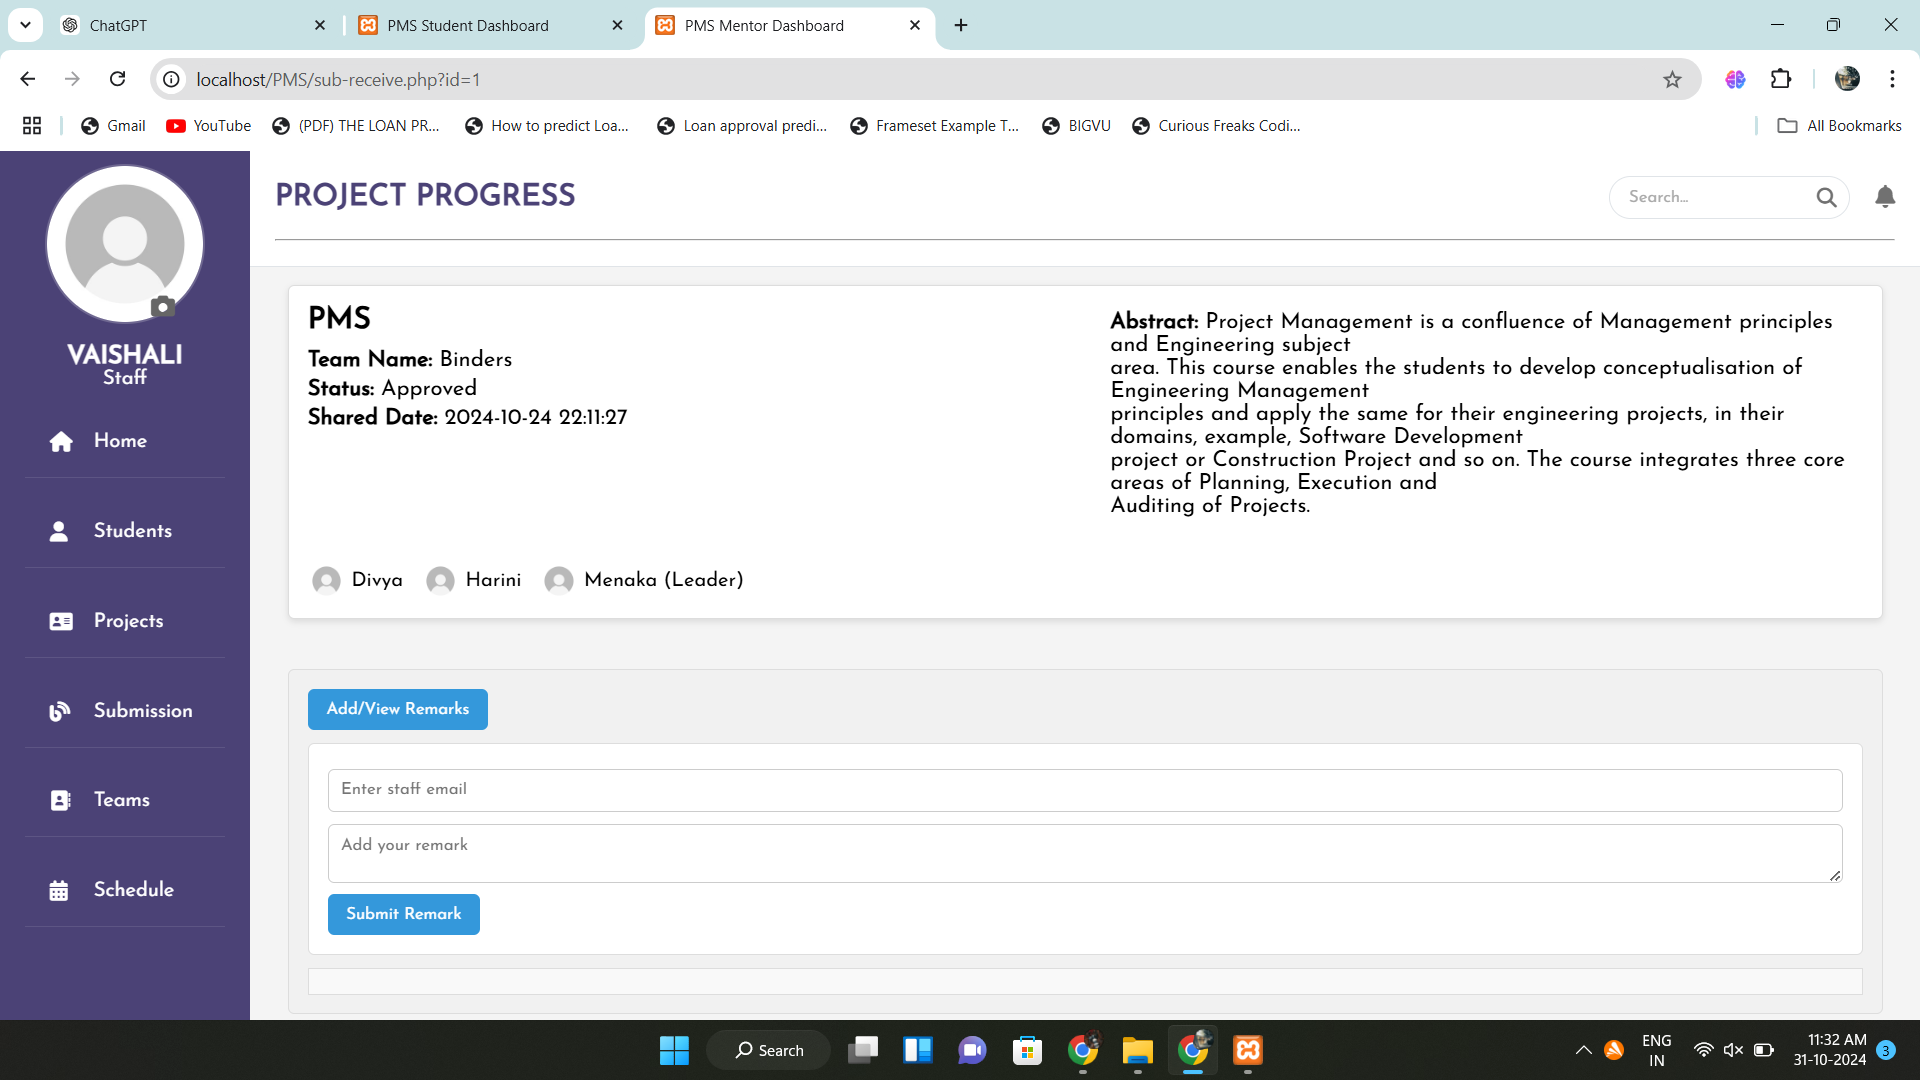 ChatGPT
PMS Student Dashboard
PMS Mentor Dashboard
localhost/PMS/sub-receive.php?id=1
Gmail
YouTube
(PDF) THE LOAN PR...
How to predict Loa...
Loan approval predi...
Frameset Example T...
BIGVU
Curious Freaks Codi...
All Bookmarks
VAISHALI
Staff
Home
Students
Projects
Submission
Teams
Schedule
PROJECT PROGRESS
Search...
PMS
Team Name: Binders
Status: Approved
Shared Date: 2024-10-24 22:11:27
Abstract: Project Management is a confluence of Management principles
and Engineering subject
area. This course enables the students to develop conceptualisation of
Engineering Management
principles and apply the same for their engineering projects, in their
domains, example, Software Development
project or Construction Project and so on. The course integrates three core
areas of Planning, Execution and
Auditing of Projects.
Divya
Harini
Menaka (Leader)
Add/View Remarks
Enter staff email
Add your remark
Submit Remark
Search
ENG
IN
11:32 AM
31-10-2024
3